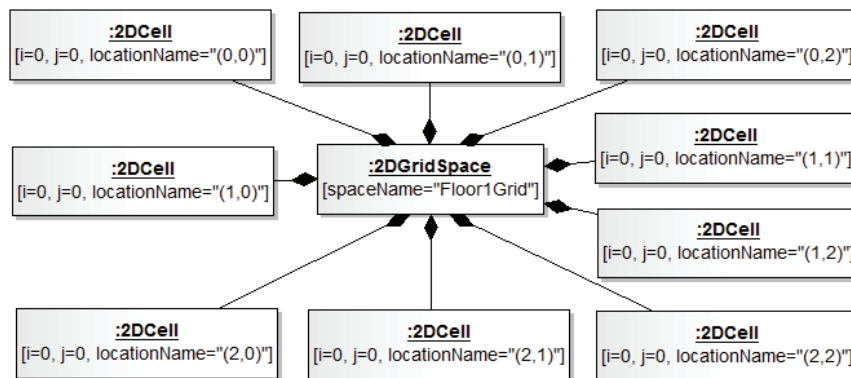 :2DCell
[i=0, j=0, locationName="(0,0)"]
:2DCell
[i=0, j=0, locationName="(0,1)"]
:2DCell
[i=0, j=0, locationName="(0,2)"]
:2DCell
[i=0, j=0, locationName="(1,0)"]
:2DGridSpace
[spaceName="Floor1Grid"]
:2DCell
[i=0, j=0, locationName="(1,1)"]
:2DCell
[i=0, j=0, locationName="(1,2)"]
:2DCell
[i=0, j=0, locationName="(2,0)"]
:2DCell
[i=0, j=0, locationName="(2,1)"]
:2DCell
[i=0, j=0, locationName="(2,2)"]